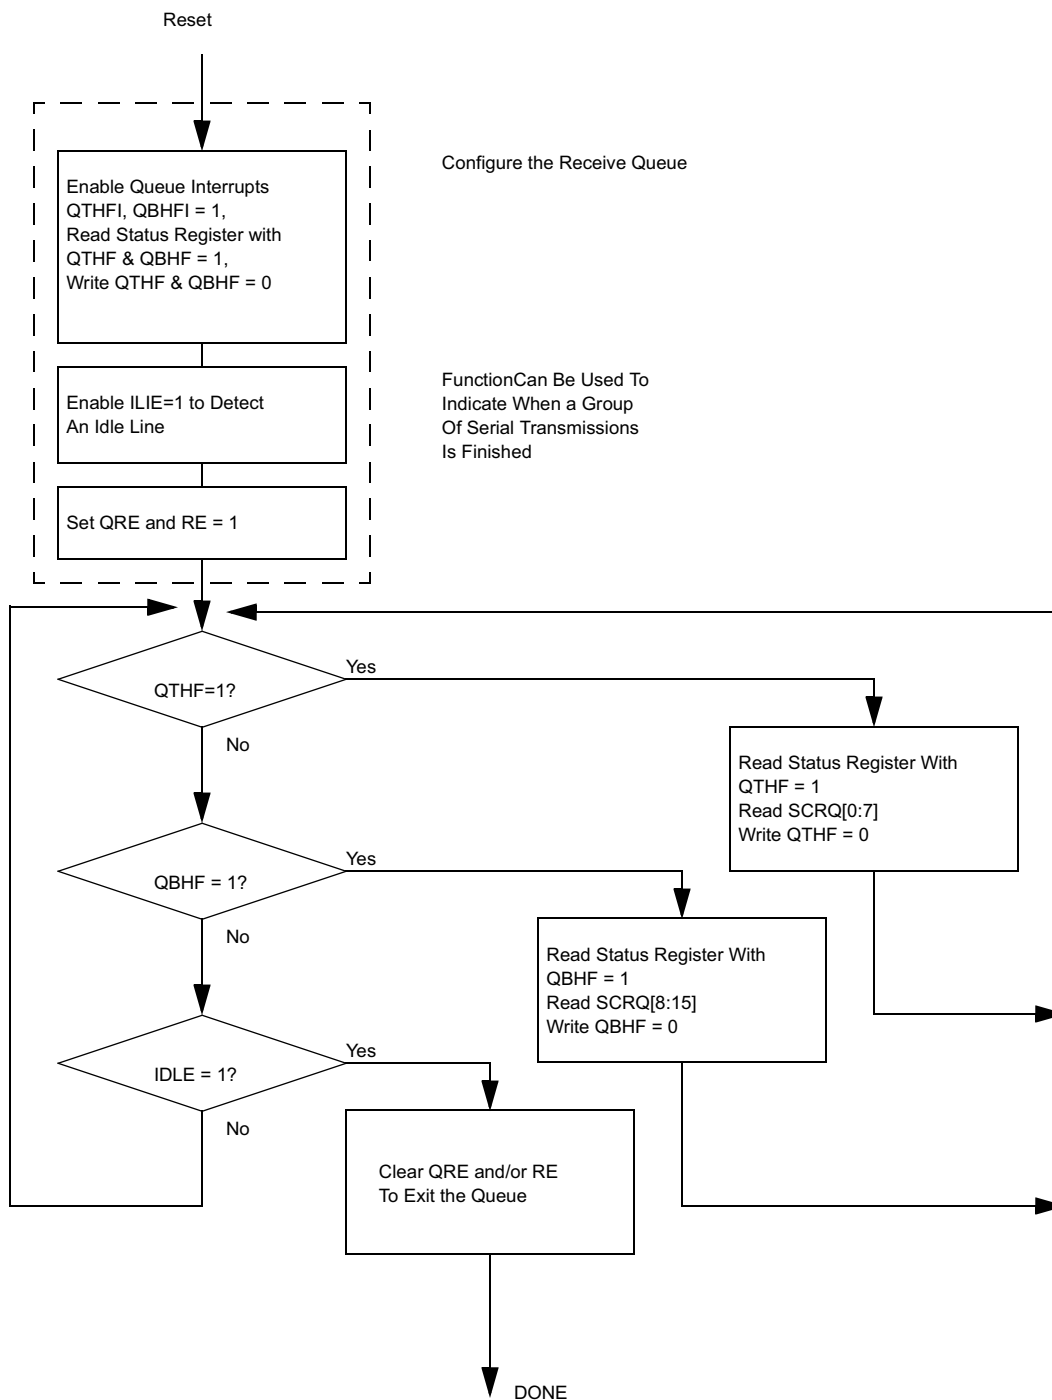 Reset
Configure the Receive Queue
Enable Queue Interrupts
QTHFI, QBHFI = 1,
Read Status Register with
QTHF & QBHF = 1,
Write QTHF & QBHF = 0
FunctionCan Be Used To
Indicate When a Group
Of Serial Transmissions
Is Finished
Enable ILIE=1 to Detect
An Idle Line
Set QRE and RE = 1
QTHF=1?
Yes
No
Read Status Register With
QTHF = 1
Read SCRQ[0:7]
Write QTHF = 0
QBHF = 1?
Yes
No
Read Status Register With
QBHF = 1
Read SCRQ[8:15]
Write QBHF = 0
IDLE = 1?
Yes
No
Clear QRE and/or RE
To Exit the Queue
DONE